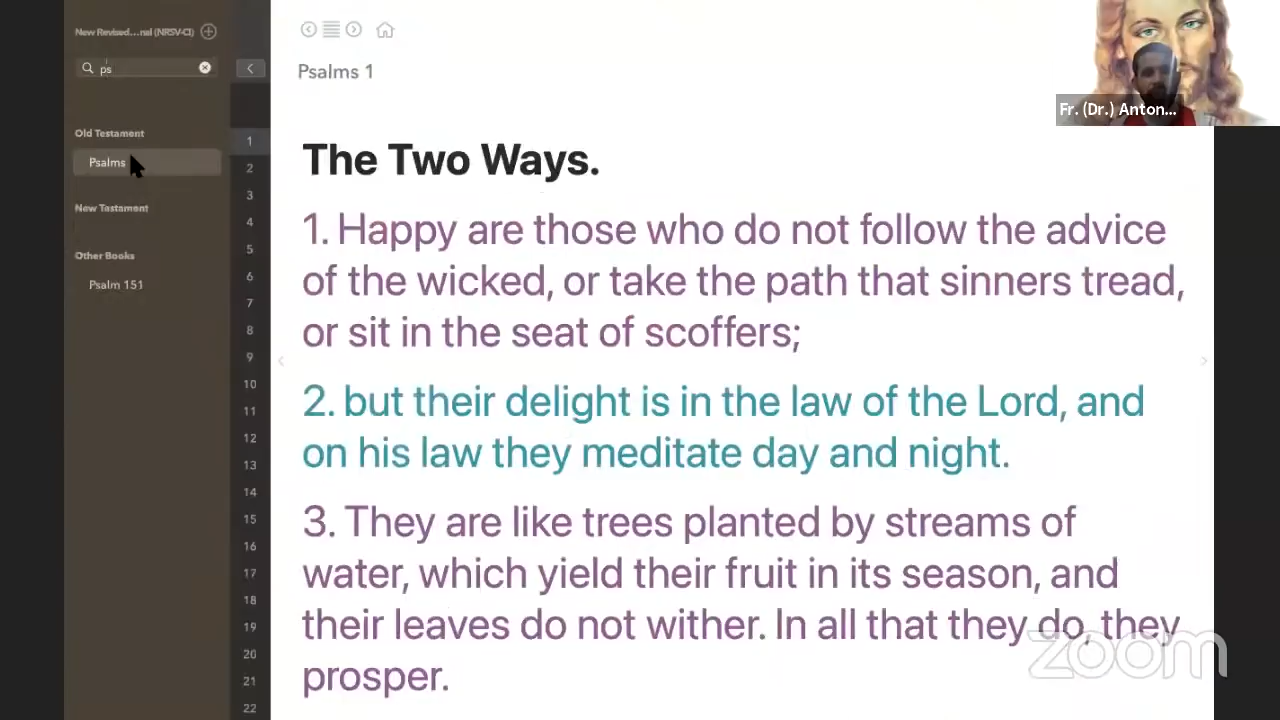 New Revised...nal (NRSV-CI)
ps
Old Testament
Psalms
New Testament
Other Books
Psalm 151
1
2
3
4
5
6
7
8
9
10
11
12
13
14
15
16
17
18
19
20
21
22
Psalms 1
The Two Ways.
1. Happy are those who do not follow the advice
of the wicked, or take the path that sinners tread,
or sit in the seat of scoffers;
2. but their delight is in the law of the Lord, and
on his law they meditate day and night.
3. They are like trees planted by streams of
water, which yield their fruit in its season, and
their leaves do not wither. In all that they do, they
prosper.
Fr. (Dr.) Anton...
zoom